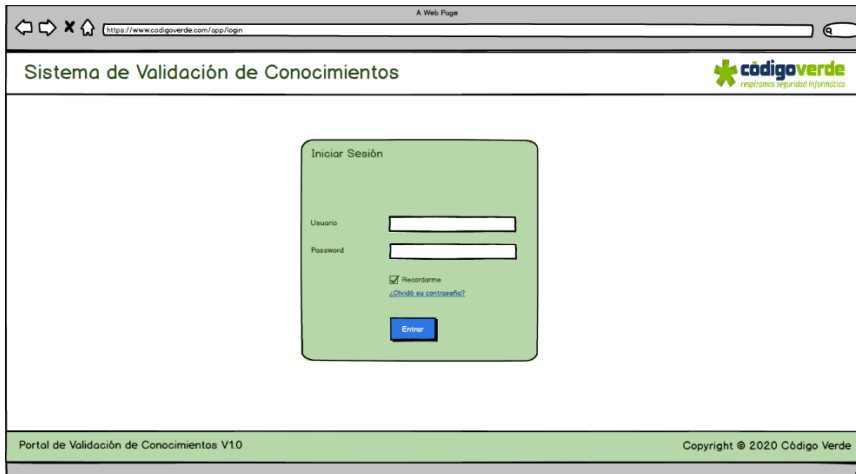 A Web Page
https://www.codigoverde.com/app/login
Sistema de Validación de Conocimientos
códigoverde
respiramos seguridad informática
Iniciar Sesión
Usuario
Password
Recordarme
¿Olvidó su contraseña?
Entrar
Portal de Validación de Conocimientos V1.0
Copyright © 2020 Código Verde